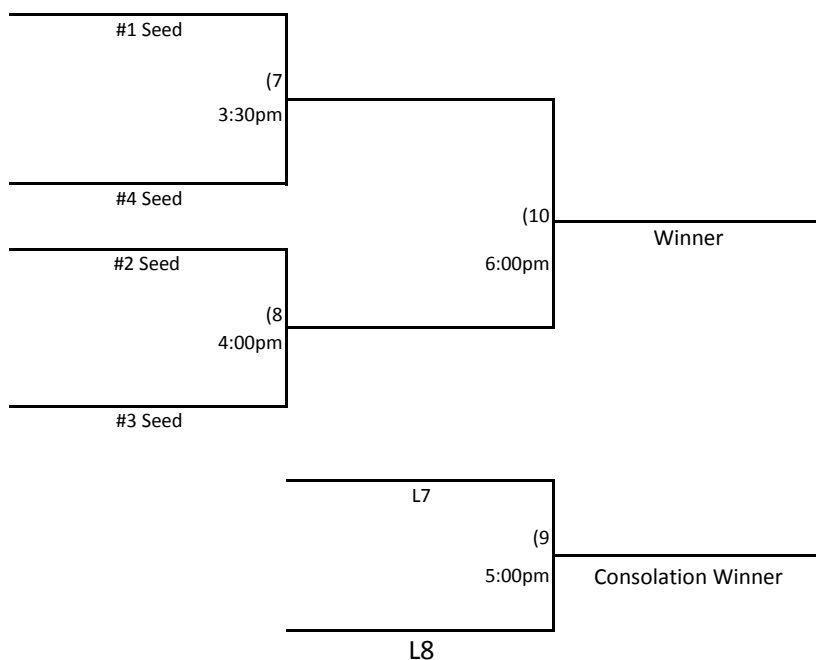 #1 Seed
(7
3:30pm
#4 Seed
(10
Winner
#2 Seed
6:00pm
(8
4:00pm
#3 Seed
L7
(9
5:00pm
Consolation Winner
L8